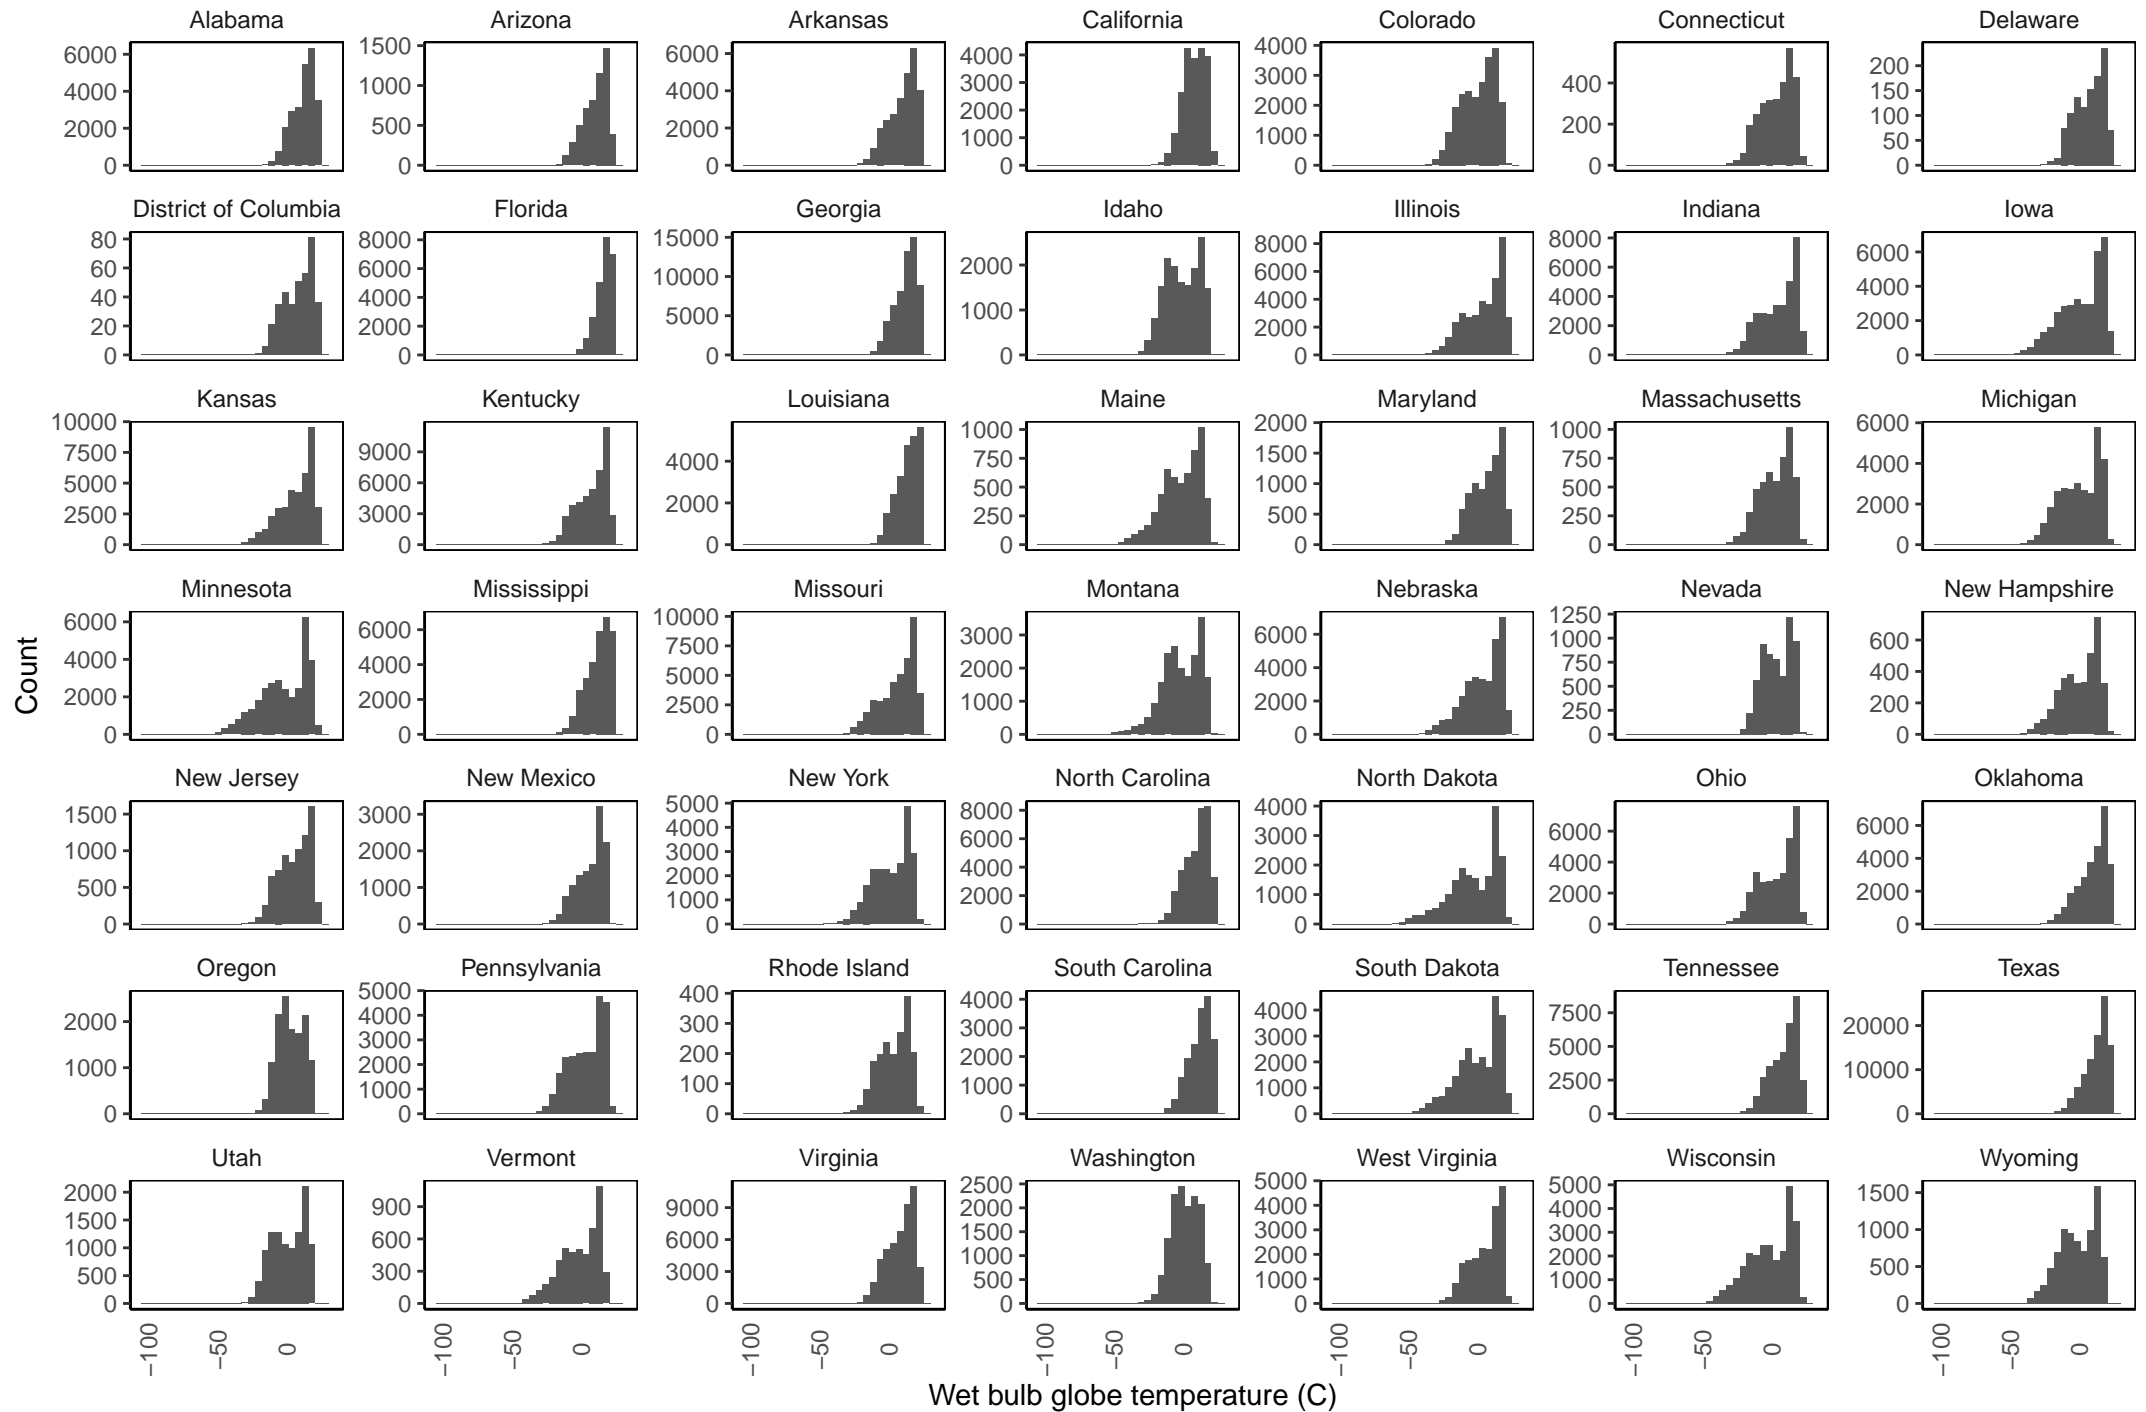 Alabama Arizona Arkansas California Colorado Connecticut Delaware
6000 4000 2000 0
1500 1000 500 0
6000 4000 2000 0
4000 3000 2000 1000 0
4000 3000 2000 1000 0
400 200 0
200 150 100 50 0
District of Columbia Florida Georgia Idaho Illinois Indiana Iowa
80 60 40 20 0
8000 6000 4000 2000 0
15000 10000 5000 0
2000 1000 0
8000 6000 4000 2000 0
8000 6000 4000 2000 0
6000 4000 2000 0
Kansas Kentucky Louisiana Maine Maryland Massachusetts Michigan
10000 7500 5000 2500 0
9000 6000 3000 0
4000 2000 0
1000 750 500 250 0
2000 1500 1000 500 0
1000 750 500 250 0
6000 4000 2000 0
Minnesota Mississippi Missouri Montana Nebraska Nevada New Hampshire
6000 4000 2000 0
6000 4000 2000 0
10000 7500 5000 2500 0
3000 2000 1000 0
6000 4000 2000 0
1250 1000 750 500 250 0
600 400 200 0
Count
New Jersey New Mexico New York North Carolina North Dakota Ohio Oklahoma
1500 1000 500 0
3000 2000 1000 0
5000 4000 3000 2000 1000 0
8000 6000 4000 2000 0
4000 3000 2000 1000 0
6000 4000 2000 0
6000 4000 2000 0
Oregon Pennsylvania Rhode Island South Carolina South Dakota Tennessee Texas
2000 1000 0
5000 4000 3000 2000 1000 0
400 300 200 100 0
4000 3000 2000 1000 0
4000 3000 2000 1000 0
7500 5000 2500 0
20000 10000 0
Utah Vermont Virginia Washington West Virginia Wisconsin Wyoming
2000 1500 1000 500 0
900 600 300 0
9000 6000 3000 0
2500 2000 1500 1000 500 0
5000 4000 3000 2000 1000 0
5000 4000 3000 2000 1000 0
1500 1000 500 0
−100 −50 0 −100 −50 0 −100 −50 0 −100 −50 0 −100 −50 0 −100 −50 0 −100 −50 0
Wet bulb globe temperature (C)